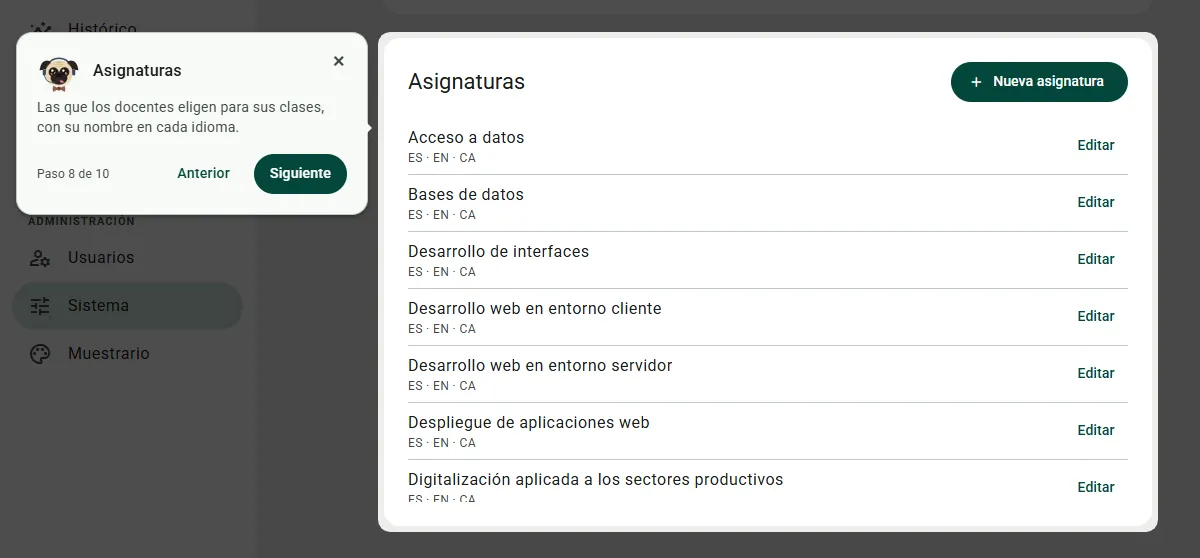 Histórico
Asignaturas
Las que los docentes eligen para sus clases,
con su nombre en cada idioma.
Paso 8 de 10
Anterior
Siguiente
ADMINISTRACIÓN
Usuarios
Sistema
Muestrario
Asignaturas
+ Nueva asignatura
Acceso a datos
ES · EN · CA
Editar
Bases de datos
ES · EN · CA
Editar
Desarrollo de interfaces
ES · EN · CA
Editar
Desarrollo web en entorno cliente
ES · EN · CA
Editar
Desarrollo web en entorno servidor
ES · EN · CA
Editar
Despliegue de aplicaciones web
ES · EN · CA
Editar
Digitalización aplicada a los sectores productivos
ES · EN · CA
Editar